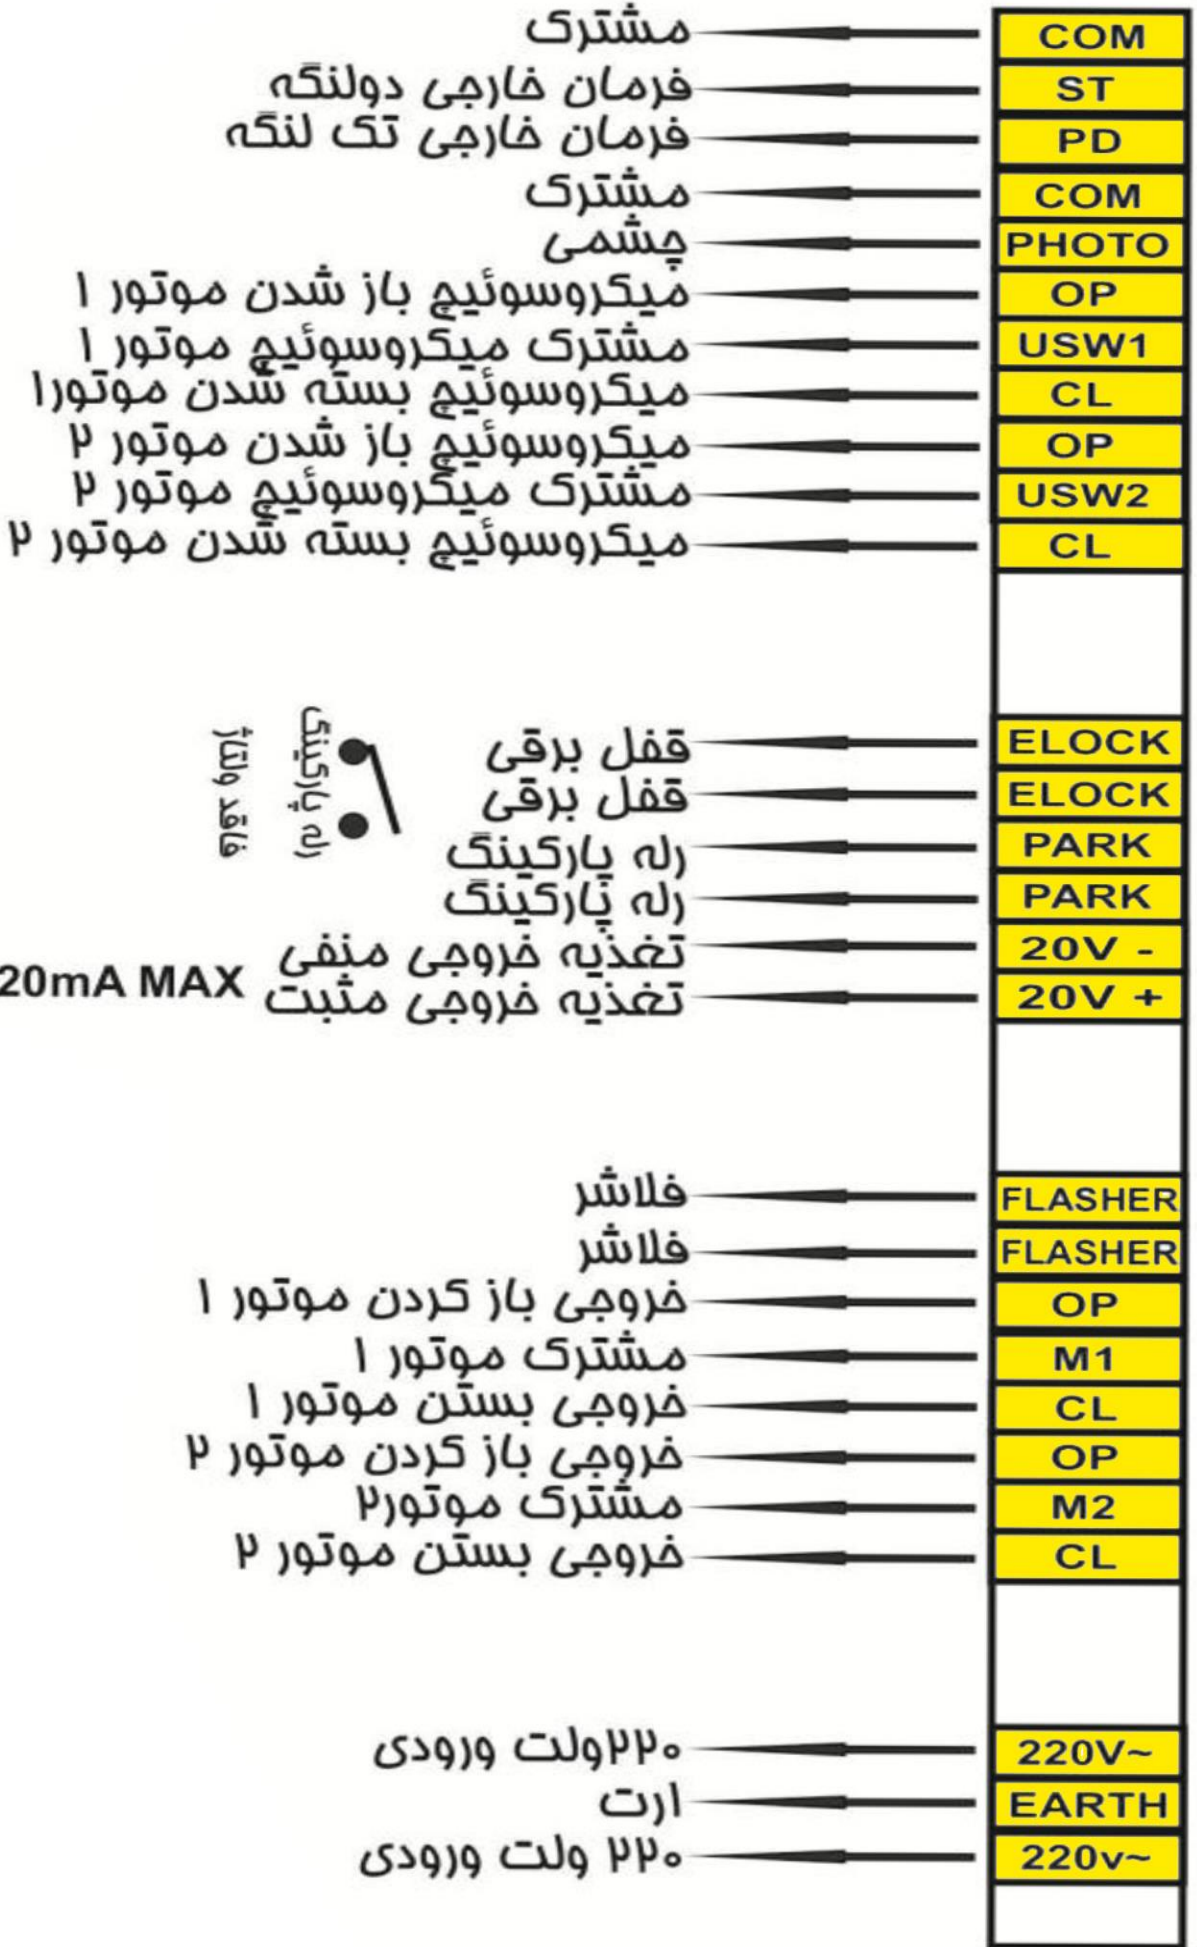 COM مشترک
ST فرمان خارجی دولنگه
PD فرمان خارجی تک لنگه
COM مشترک
PHOTO چشمی
OP میکروسوئیچ باز شدن موتور ۱
USW1 مشترک میکروسوئیچ موتور ۱
CL میکروسوئیچ بسته شدن موتور۱
OP میکروسوئیچ باز شدن موتور ۲
USW2 مشترک میکروسوئیچ موتور ۲
CL میکروسوئیچ بسته شدن موتور ۲
ELOCK قفل برقی
ELOCK قفل برقی
PARK رله پارکینگ
PARK رله پارکینگ
رله پارکینگ
فاقد ولتاژ
20V - تغذیه خروجی منفی
20V + تغذیه خروجی مثبت
20mA MAX
FLASHER فلاشر
FLASHER فلاشر
OP خروجی باز کردن موتور ۱
M1 مشترک موتور ۱
CL خروجی بستن موتور ۱
OP خروجی باز کردن موتور ۲
M2 مشترک موتور۲
CL خروجی بستن موتور ۲
220V~ ۲۲۰ولت ورودی
EARTH ارت
220v~ ۲۲۰ ولت ورودی